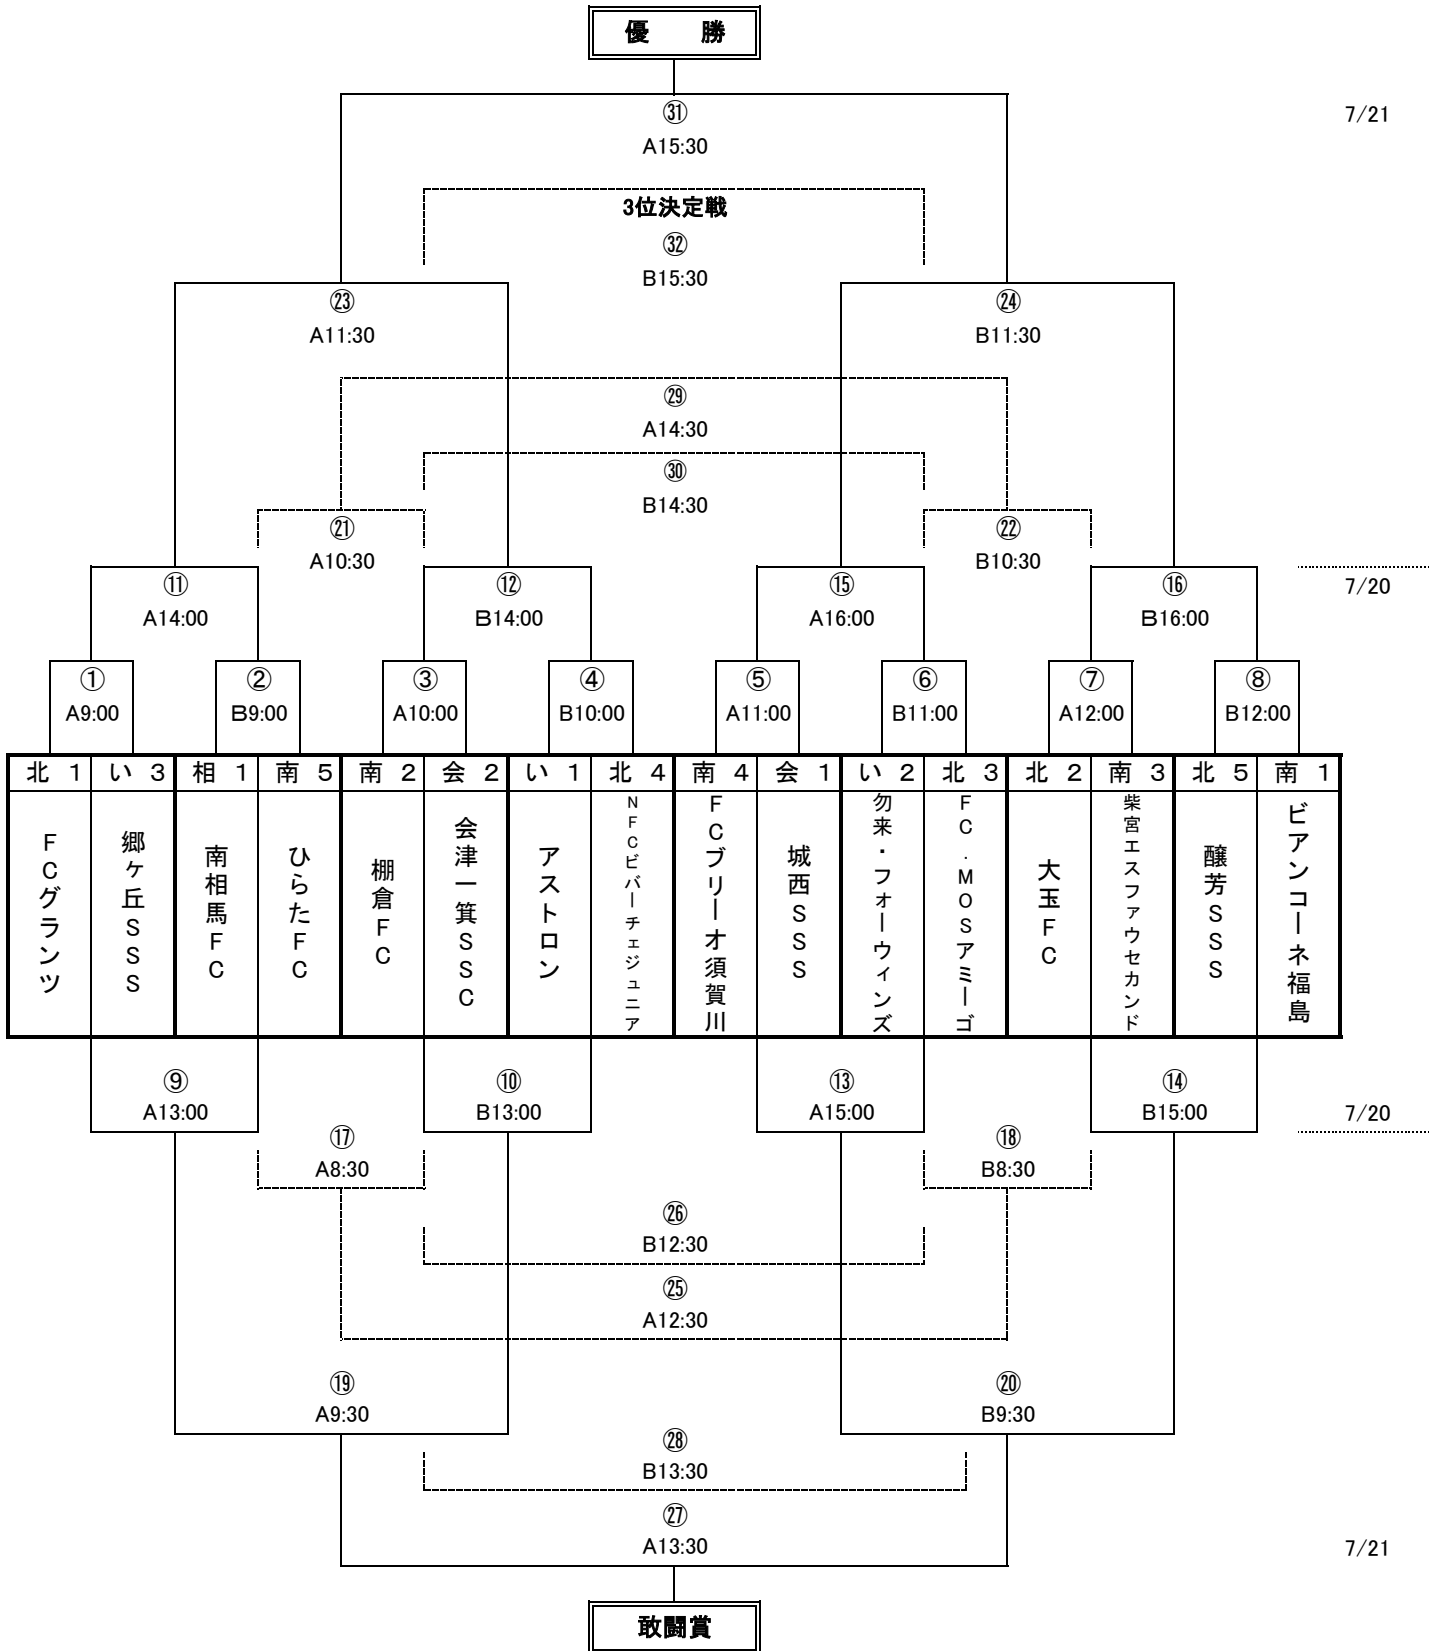 優 勝
㉛
7/21
A15:30
3位決定戦
㉜
B15:30
㉓
㉔
A11:30
B11:30
㉙
A14:30
㉚
B14:30
㉑
㉒
A10:30
B10:30
⑪
⑫
⑮
⑯
7/20
A14:00
B14:00
A16:00
B16:00
①
②
③
④
⑤
⑥
⑦
⑧
A9:00
B9:00
A10:00
B10:00
A11:00
B11:00
A12:00
B12:00
北 1
い 3
相 1
南 5
南 2
会 2
い 1
北 4
南 4
会 1
い 2
北 3
北 2
南 3
北 5
南 1
FCグランツ
郷ケ丘SSS
南相馬FC
ひらたFC
棚倉FC
会津一箕SSC
アストロン
NFCビバーチェジュニア
FCブリーオ須賀川
城西SSS
勿来・フォーウィンズ
FC.MOSアミーゴ
大玉FC
柴宮エスファウセカンド
醸芳SSS
ビアンコーネ福島
⑨
⑩
⑬
⑭
A13:00
B13:00
A15:00
B15:00
7/20
⑰
⑱
A8:30
B8:30
㉖
B12:30
㉕
A12:30
⑲
⑳
A9:30
B9:30
㉘
B13:30
㉗
A13:30
7/21
敢闘賞